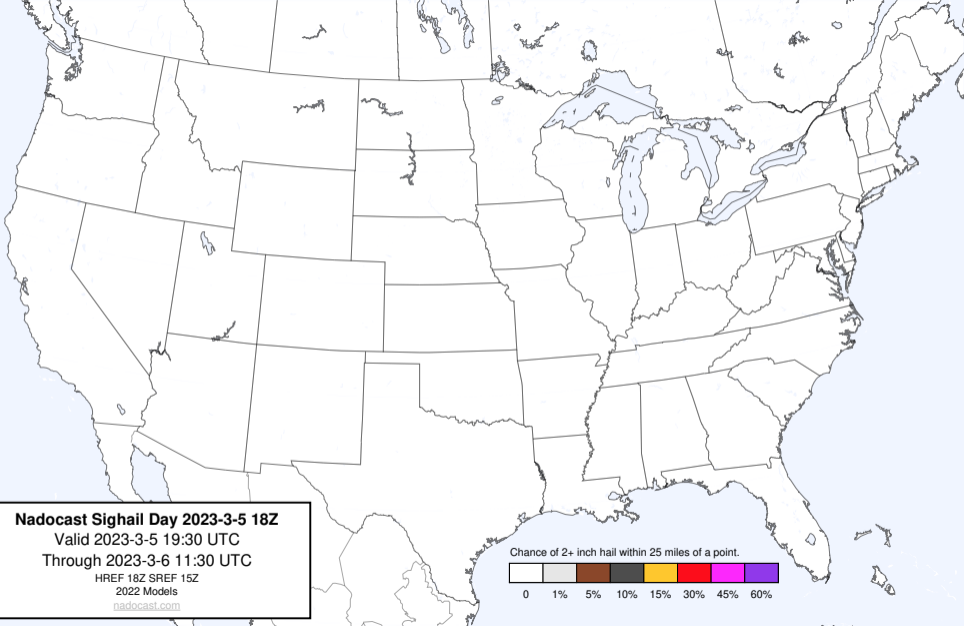 Nadocast Sighail Day 2023-3-5 18Z
Valid 2023-3-5 19:30 UTC
Through 2023-3-6 11:30 UTC
HREF 18Z SREF 15Z
2022 Models
nadocast.com
Chance of 2+ inch hail within 25 miles of a point.
0 1% 5% 10% 15% 30% 45% 60%